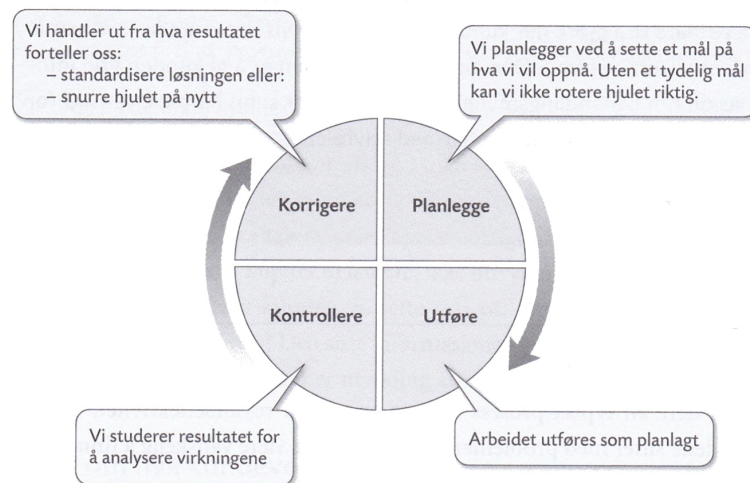 Vi handler ut fra hva resultatet
forteller oss:
– standardisere løsningen eller:
– snurre hjulet på nytt
Vi planlegger ved å sette et mål på
hva vi vil oppnå. Uten et tydelig mål
kan vi ikke rotere hjulet riktig.
Korrigere
Planlegge
Kontrollere
Utføre
Vi studerer resultatet for
å analysere virkningene
Arbeidet utføres som planlagt